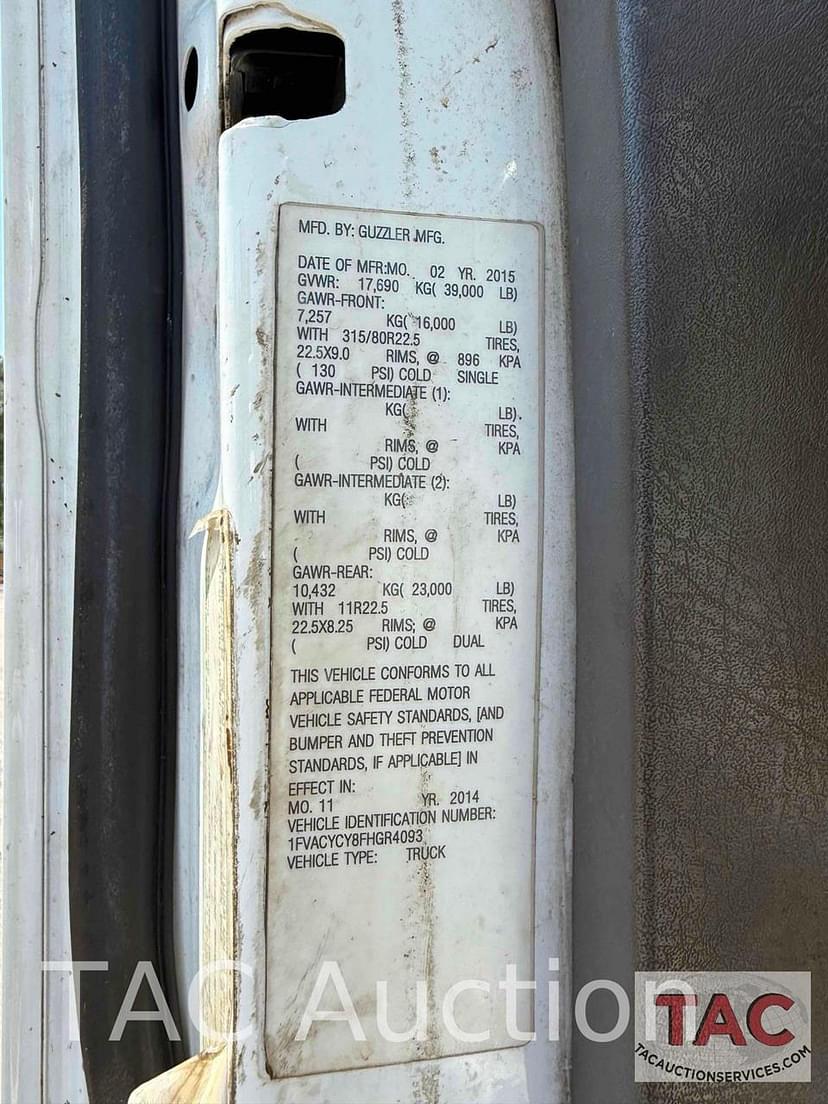 MFD. BY: GUZZLER MFG.
DATE OF MFR:MO. 02 YR. 2015
GVWR: 17,690 KG( 39,000 LB)
GAWR-FRONT:
7,257 KG( 16,000 LB)
WITH 315/80R22.5 TIRES,
22.5X9.0 RIMS, @ 896 KPA
( 130 PSI) COLD SINGLE
GAWR-INTERMEDIATE (1):
KG( LB).
WITH TIRES,
RIMS, @ KPA
( PSI) COLD
GAWR-INTERMEDIATE (2):
KG( LB)
WITH TIRES,
RIMS, @ KPA
( PSI) COLD
GAWR-REAR:
10,432 KG( 23,000 LB)
WITH 11R22.5 TIRES,
22.5X8.25 RIMS; @ KPA
( PSI) COLD DUAL
THIS VEHICLE CONFORMS TO ALL
APPLICABLE FEDERAL MOTOR
VEHICLE SAFETY STANDARDS, [AND
BUMPER AND THEFT PREVENTION
STANDARDS, IF APPLICABLE] IN
EFFECT IN:
MO. 11 YR. 2014
VEHICLE IDENTIFICATION NUMBER:
1FVACYCY8FHGR4093
VEHICLE TYPE: TRUCK
TAC Auction
TAC
TACAUCTIONSERVICES.COM